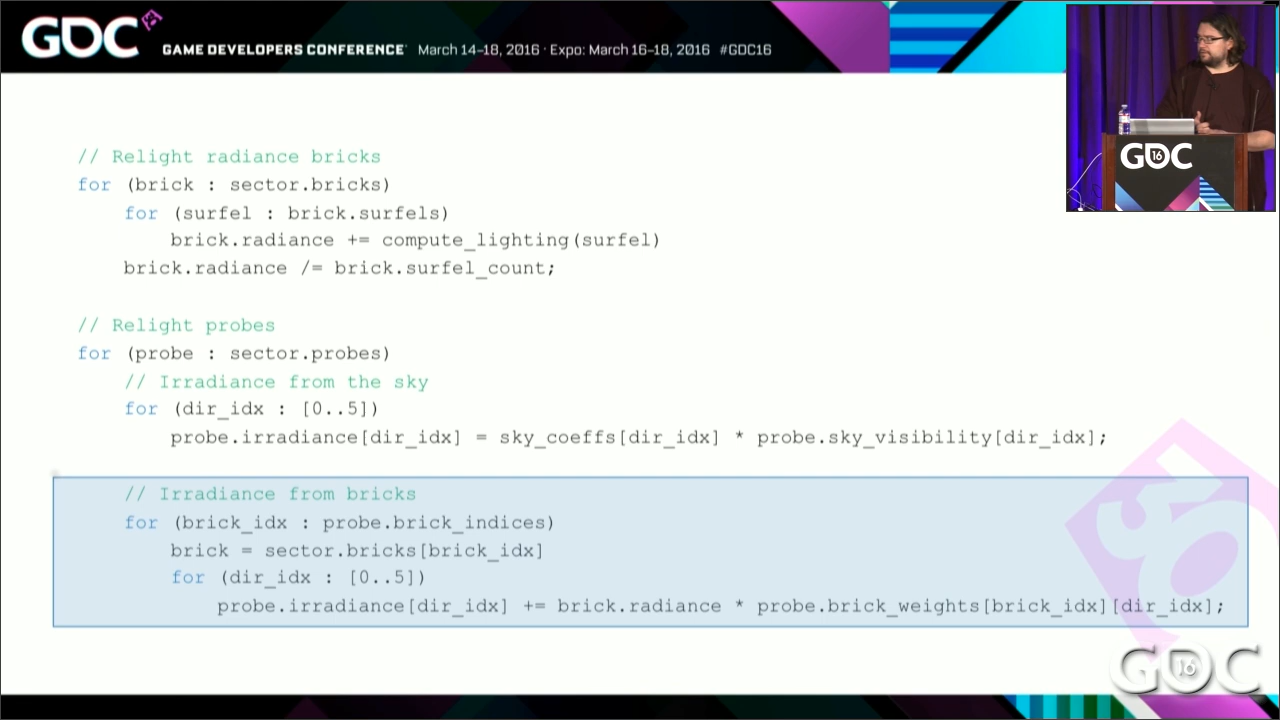 GDC 16
GAME DEVELOPERS CONFERENCE March 14-18, 2016 · Expo: March 16-18, 2016 #GDC16
GDC 16
// Relight radiance bricks
for (brick : sector.bricks)
for (surfel : brick.surfels)
brick.radiance += compute_lighting(surfel)
brick.radiance /= brick.surfel_count;
// Relight probes
for (probe : sector.probes)
// Irradiance from the sky
for (dir_idx : [0..5])
probe.irradiance[dir_idx] = sky_coeffs[dir_idx] * probe.sky_visibility[dir_idx];
// Irradiance from bricks
for (brick_idx : probe.brick_indices)
brick = sector.bricks[brick_idx]
for (dir_idx : [0..5])
probe.irradiance[dir_idx] += brick.radiance * probe.brick_weights[brick_idx][dir_idx];
GDC 16